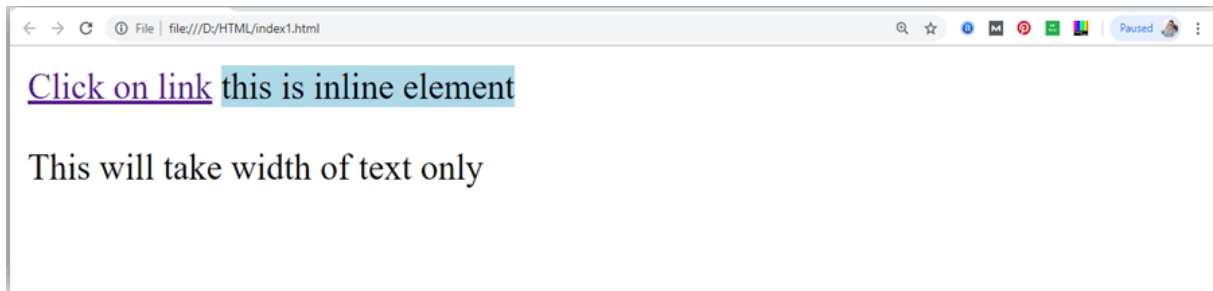 File file:///D:/HTML/index1.html Paused
Click on link this is inline element
This will take width of text only